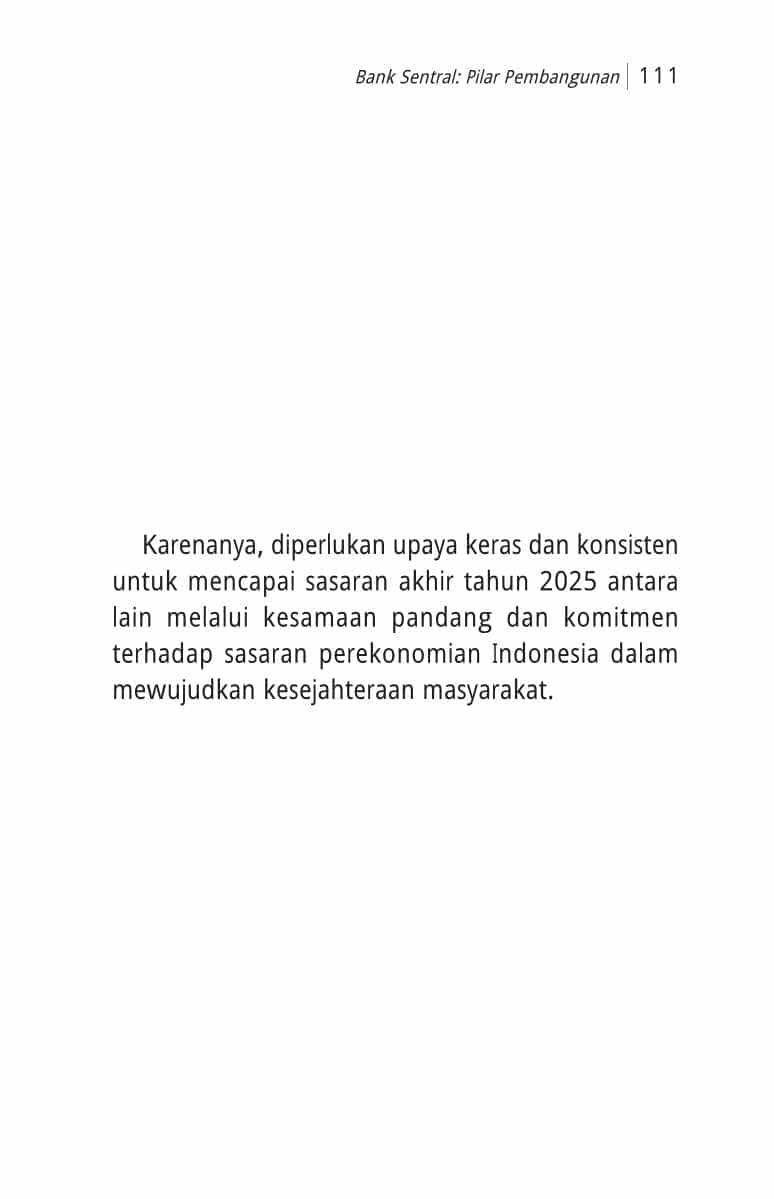 Bank Sentral: Pilar Pembangunan 111
Karenanya, diperlukan upaya keras dan konsisten
untuk mencapai sasaran akhir tahun 2025 antara
lain melalui kesamaan pandang dan komitmen
terhadap sasaran perekonomian Indonesia dalam
mewujudkan kesejahteraan masyarakat.